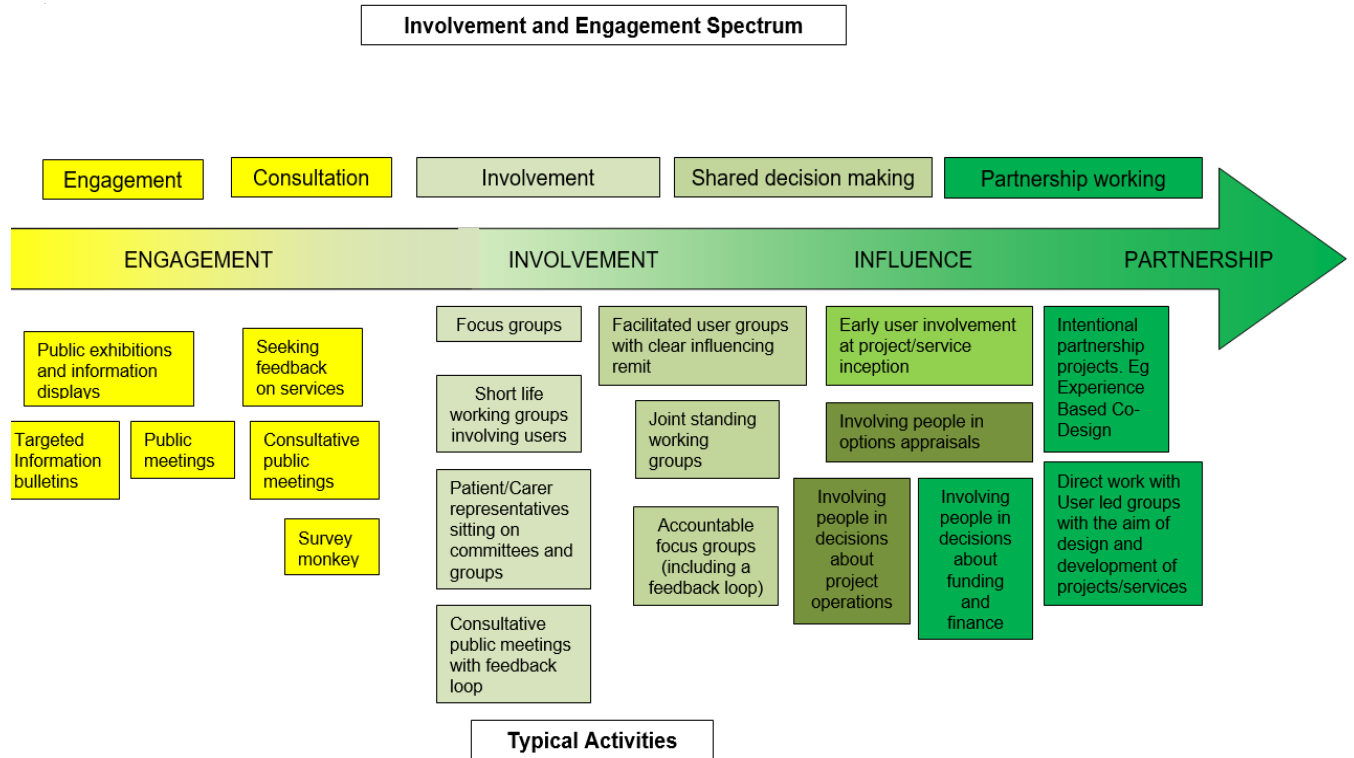 Involvement and Engagement Spectrum
Engagement
Consultation
Involvement
Shared decision making
Partnership working
ENGAGEMENT
INVOLVEMENT
INFLUENCE
PARTNERSHIP
Public exhibitions
and information
displays
Seeking
feedback
on services
Targeted
Information
bulletins
Public
meetings
Consultative
public
meetings
Survey
monkey
Focus groups
Short life
working groups
involving users
Patient/Carer
representatives
sitting on
committees and
groups
Consultative
public meetings
with feedback
loop
Facilitated user groups
with clear influencing
remit
Joint standing
working
groups
Accountable
focus groups
(including a
feedback loop)
Early user involvement
at project/service
inception
Involving people in
options appraisals
Involving
people in
decisions
about
project
operations
Involving
people in
decisions
about
funding
and
finance
Intentional
partnership
projects. Eg
Experience
Based Co-
Design
Direct work with
User led groups
with the aim of
design and
development of
projects/services
Typical Activities